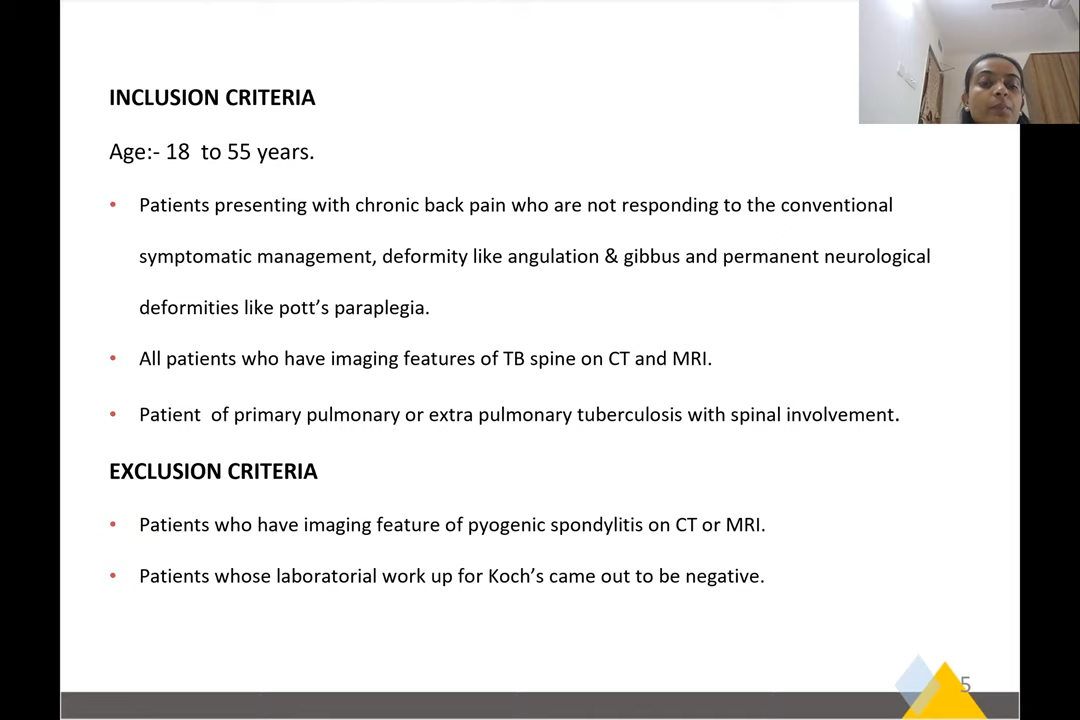 INCLUSION CRITERIA
Age:- 18 to 55 years.
• Patients presenting with chronic back pain who are not responding to the conventional
symptomatic management, deformity like angulation & gibbus and permanent neurological
deformities like pott’s paraplegia.
• All patients who have imaging features of TB spine on CT and MRI.
• Patient of primary pulmonary or extra pulmonary tuberculosis with spinal involvement.
EXCLUSION CRITERIA
• Patients who have imaging feature of pyogenic spondylitis on CT or MRI.
• Patients whose laboratorial work up for Koch’s came out to be negative.
5